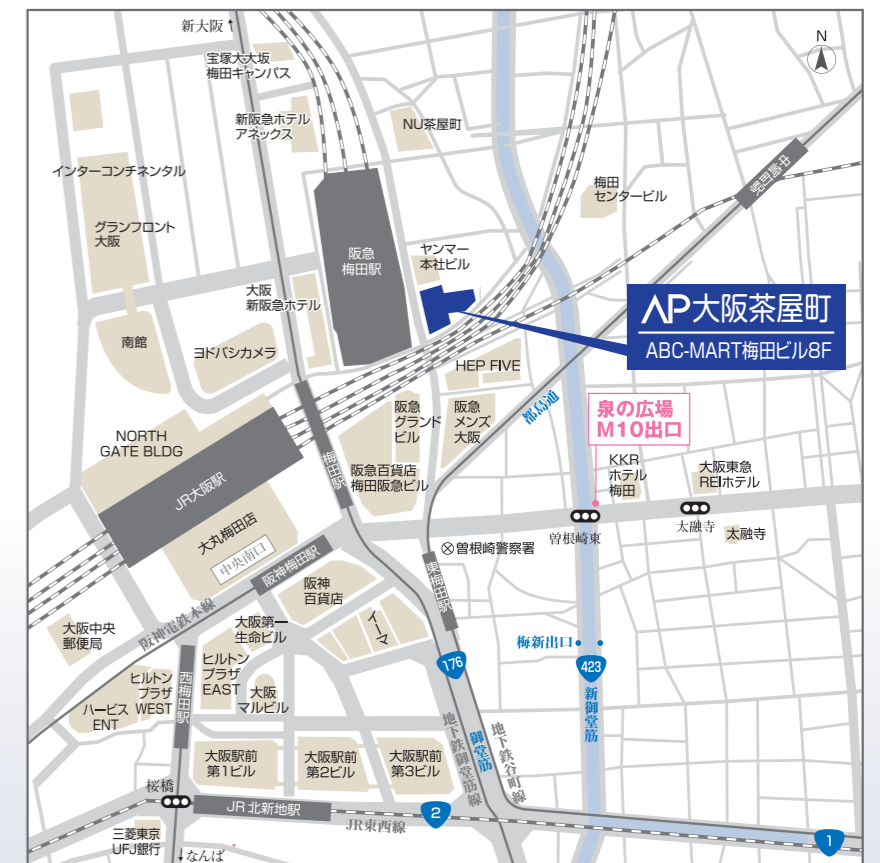 新大阪↑
N
宝塚大大坂
梅田キャンパス
新阪急ホテル
アネックス
NU茶屋町
インターコンチネンタル
梅田
センタービル
中崎町駅
グランフロント
大阪
阪急
梅田駅
ヤンマー
本社ビル
大阪
新阪急ホテル
AP大阪茶屋町
ABC-MART梅田ビル8F
南館
ヨドバシカメラ
HEP FIVE
都島通
阪急
グランド
ビル
阪急
メンズ
大阪
泉の広場
M10出口
NORTH
GATE BLDG
梅田駅
阪急百貨店
梅田阪急ビル
KKR
ホテル
梅田
大阪東急
REIホテル
JR大阪駅
大丸梅田店
中央南口
曽根崎東
太融寺
太融寺
曽根崎警察署
阪神梅田駅
東梅田駅
阪神
百貨店
イーマ
阪神電鉄本線
大阪中央
郵便局
大阪第一
生命ビル
梅新出口
176
423
新御堂筋
ヒルトン
プラザ
EAST
ヒルトン
プラザ
WEST
西梅田駅
大阪
マルビル
ハービス
ENT
地下鉄御堂筋線
御堂筋
地下鉄谷町線
大阪駅前
第1ビル
大阪駅前
第2ビル
大阪駅前
第3ビル
桜橋
JR北新地駅
JR東西線
2
1
三菱東京
UFJ銀行
↓なんば